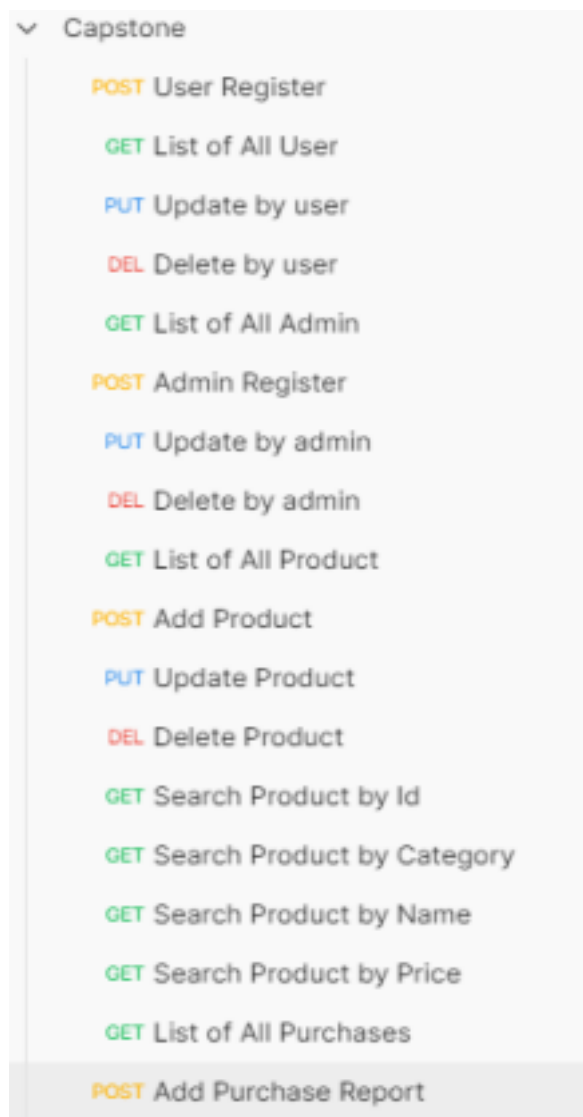 Capstone
POST User Register
GET List of All User
PUT Update by user
DEL Delete by user
GET List of All Admin
POST Admin Register
PUT Update by admin
DEL Delete by admin
GET List of All Product
POST Add Product
PUT Update Product
DEL Delete Product
GET Search Product by Id
GET Search Product by Category
GET Search Product by Name
GET Search Product by Price
GET List of All Purchases
POST Add Purchase Report